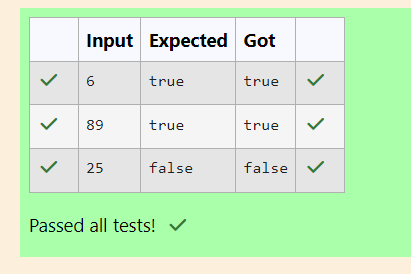 Input Expected Got
6 true true
89 true true
25 false false
Passed all tests!